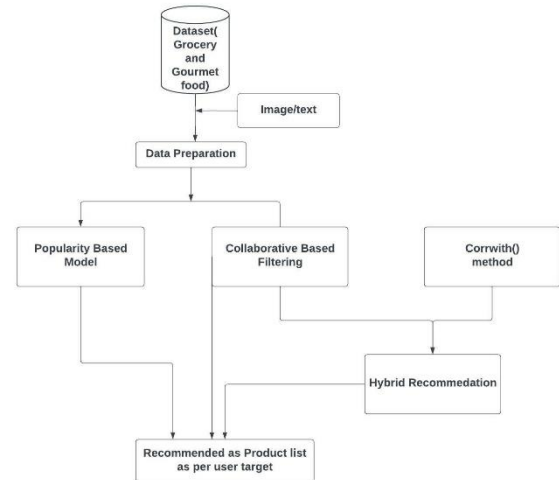 Dataset(
Grocery
and
Gourmet
food)
Image/text
Data Preparation
Popularity Based
Model
Collaborative Based
Filtering
Corrwith()
method
Hybrid Recommedation
Recommended as Product list
as per user target